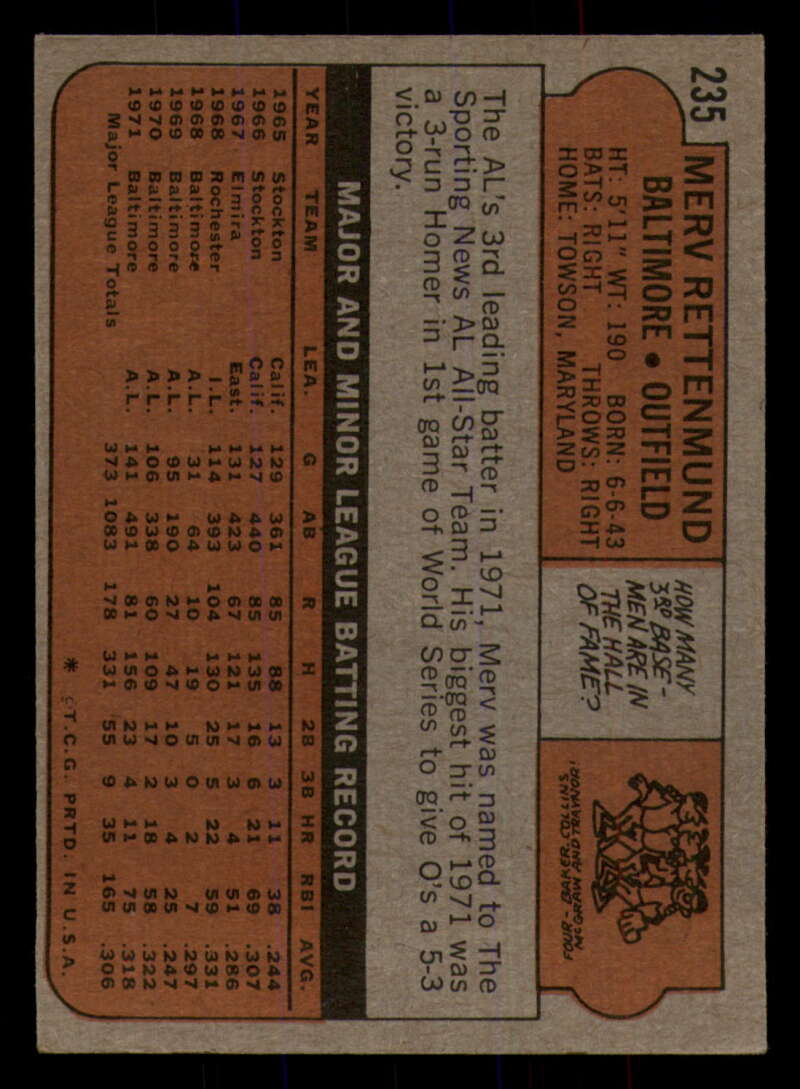 235
MERV RETTENMUND
BALTIMORE • OUTFIELD
HT: 5'11" WT: 190 BORN: 6-6-43
BATS: RIGHT THROWS: RIGHT
HOME: TOWSON, MARYLAND
HOW MANY
3RD BASE-
MEN ARE IN
THE HALL
OF FAME?
FOUR-BAKER, COLLINS,
McGRAW AND TRAYNOR!
The AL's 3rd leading batter in 1971, Merv was named to The
Sporting News AL All-Star Team. His biggest hit of 1971 was
a 3-run Homer in 1st game of World Series to give O's a 5-3
victory.
MAJOR AND MINOR LEAGUE BATTING RECORD
YEAR TEAM LEA. G AB R H 2B 3B HR RBI AVG.
1965 Stockton Calif. 129 361 85 88 13 3 11 38 .244
1966 Stockton Calif. 127 440 85 135 16 6 21 69 .307
1967 Elmira East. 131 423 67 121 17 3 4 51 .286
1968 Rochester I.L. 114 393 104 130 25 5 22 59 .331
1968 Baltimore A.L. 31 64 10 19 5 0 2 7 .297
1969 Baltimore A.L. 95 190 27 47 10 3 4 25 .247
1970 Baltimore A.L. 106 338 60 109 17 2 18 58 .322
1971 Baltimore A.L. 141 491 81 156 23 4 11 75 .318
Major League Totals 373 1083 178 331 55 9 35 165 .306
* © T.C.G. PRTD. IN U.S.A.